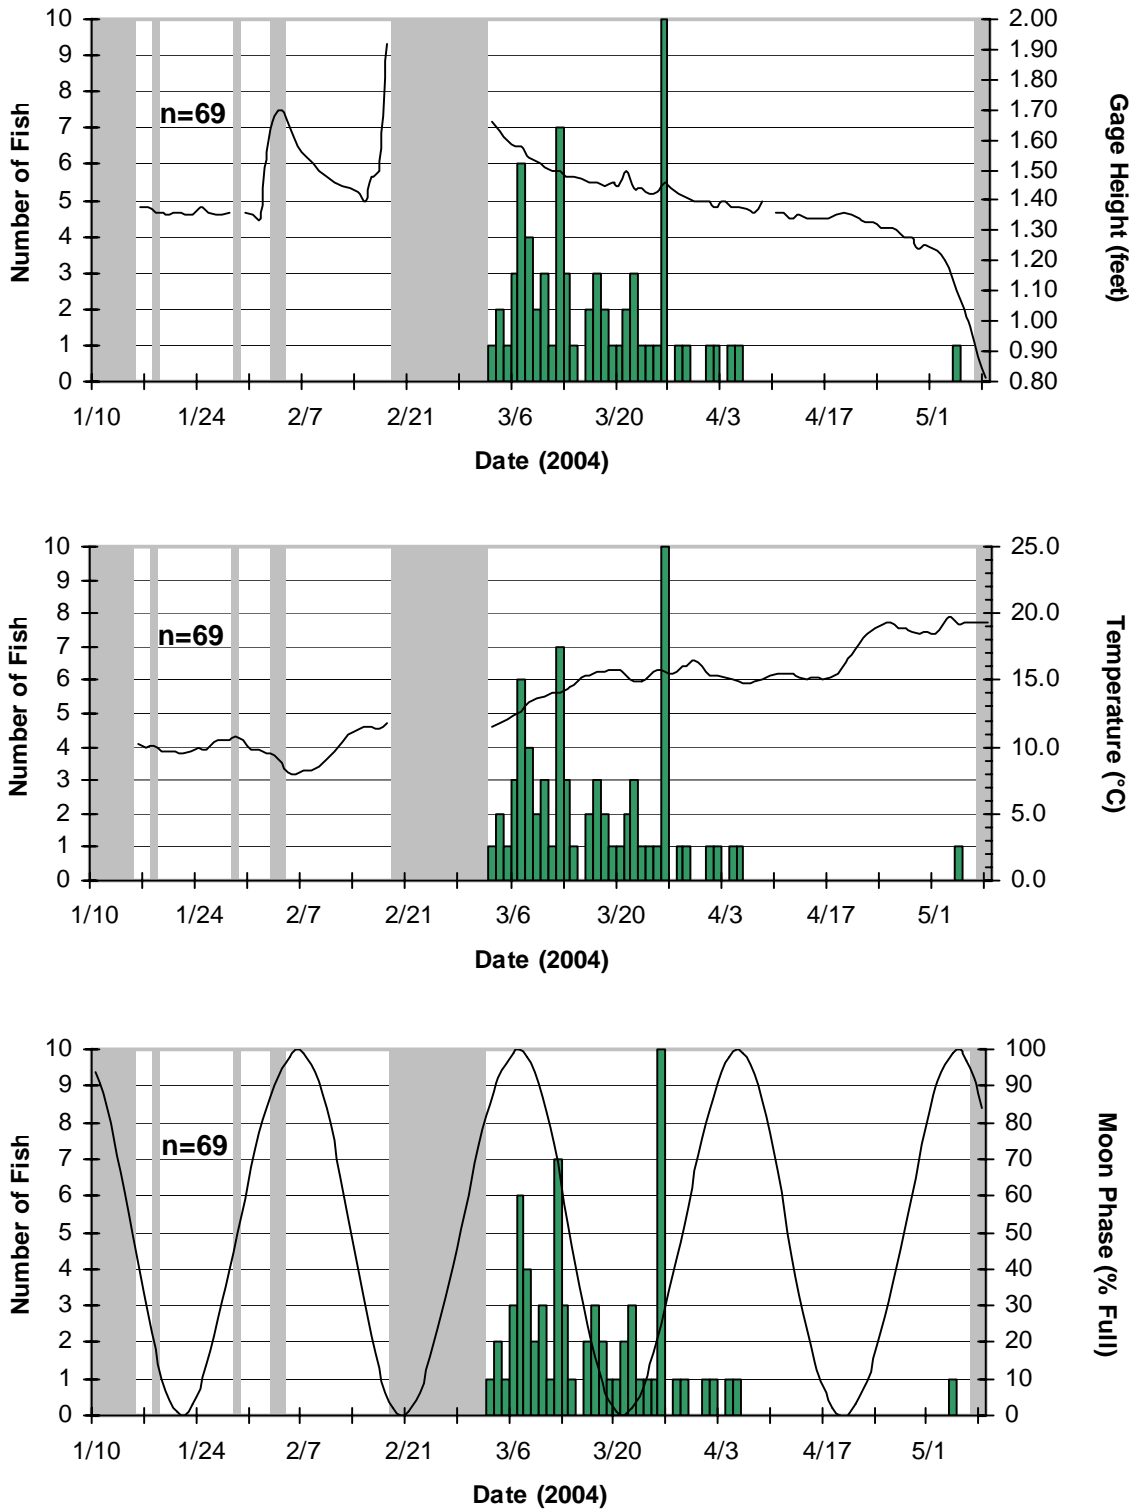 10 2.00
9 1.90
8 1.80
7 1.70
6 1.60
5 1.50
4 1.40
3 1.30
2 1.20
1 1.10
0 1.00
0.90
0.80
n=69
Number of Fish
Gage Height (feet)
1/10 1/24 2/7 2/21 3/6 3/20 4/3 4/17 5/1
Date (2004)
10 25.0
9 20.0
8 15.0
7 10.0
6 5.0
5 0.0
4
3
2
1
0
n=69
Number of Fish
Temperature (°C)
1/10 1/24 2/7 2/21 3/6 3/20 4/3 4/17 5/1
Date (2004)
10 100
9 90
8 80
7 70
6 60
5 50
4 40
3 30
2 20
1 10
0 0
n=69
Number of Fish
Moon Phase (% Full)
1/10 1/24 2/7 2/21 3/6 3/20 4/3 4/17 5/1
Date (2004)